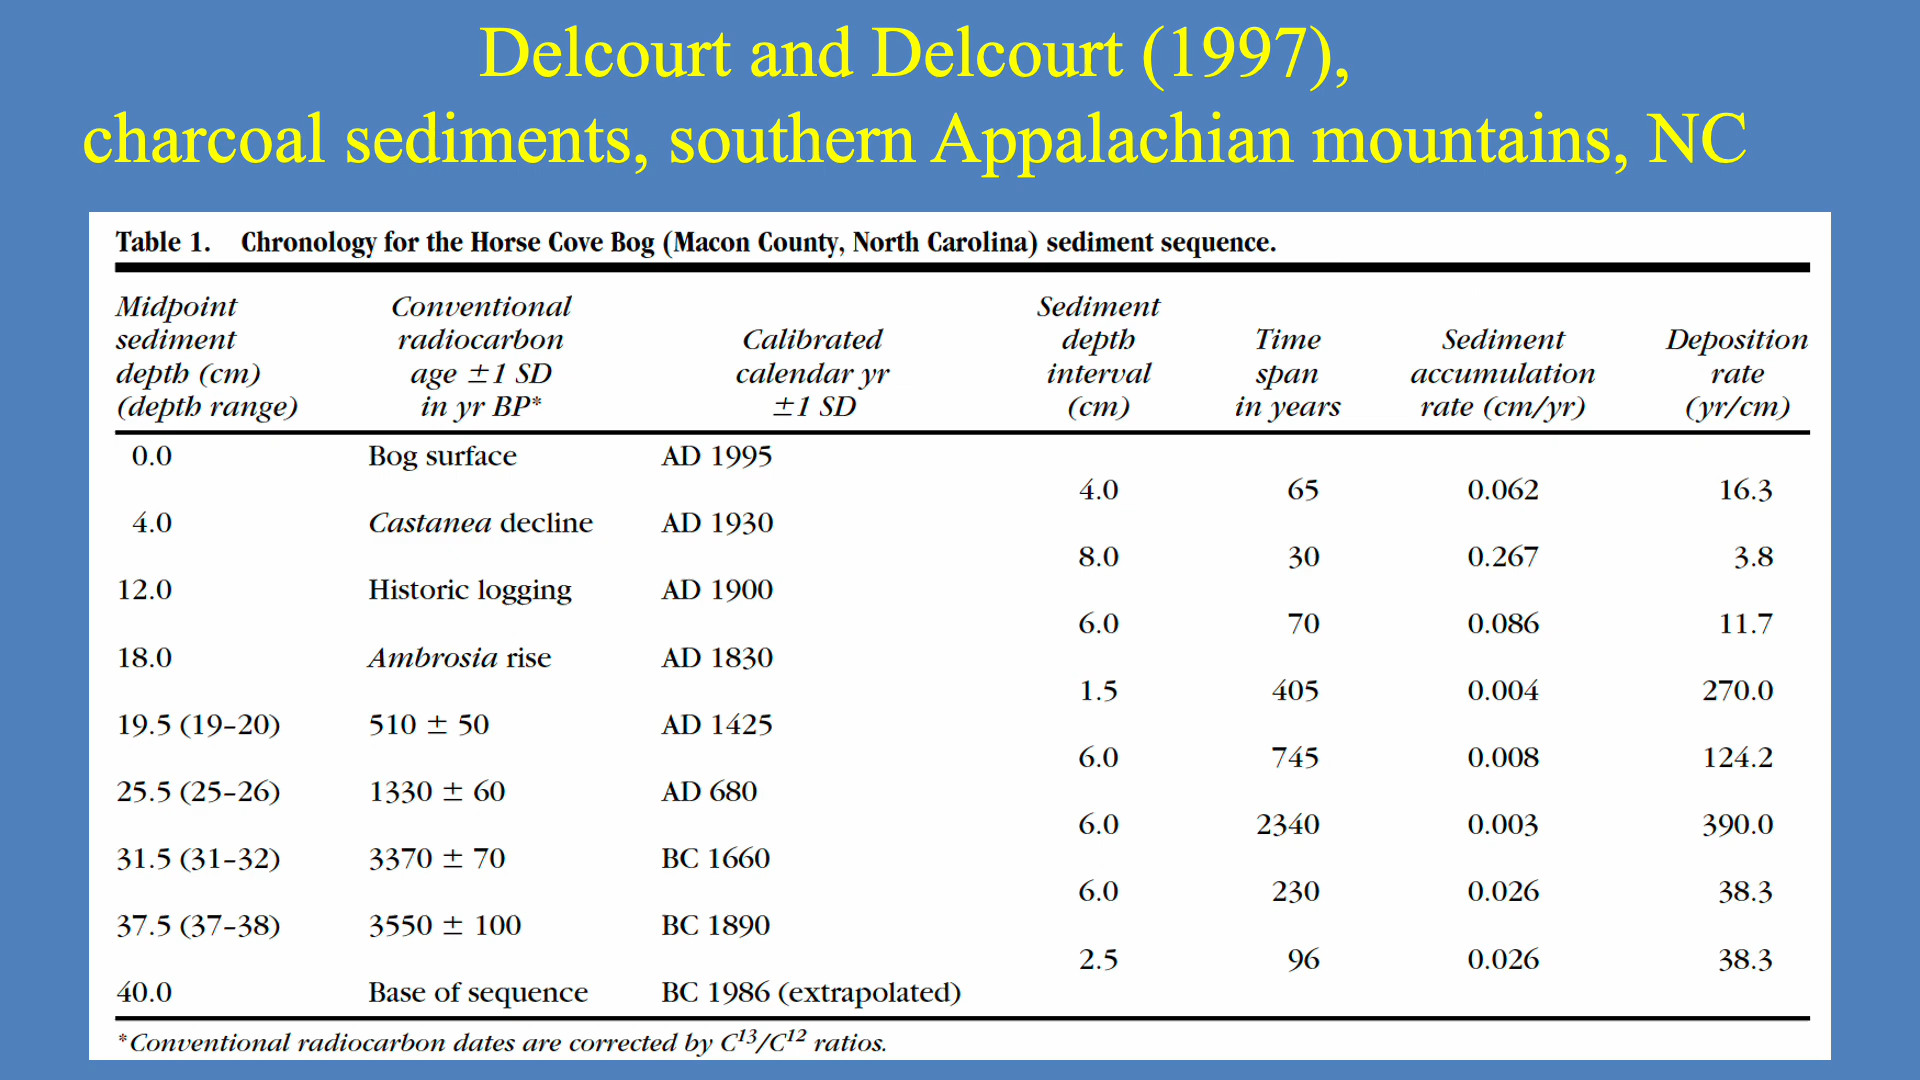 Delcourt and Delcourt (1997),
charcoal sediments, southern Appalachian mountains, NC
Table 1. Chronology for the Horse Cove Bog (Macon County, North Carolina) sediment sequence.
Midpoint Conventional Sediment
sediment radiocarbon Calibrated depth Time Sediment Deposition
depth (cm) age ±1 SD calendar yr interval span accumulation rate
(depth range) in yr BP* ±1 SD (cm) in years rate (cm/yr) (yr/cm)
0.0 Bog surface AD 1995
4.0 65 0.062 16.3
4.0 Castanea decline AD 1930
8.0 30 0.267 3.8
12.0 Historic logging AD 1900
6.0 70 0.086 11.7
18.0 Ambrosia rise AD 1830
1.5 405 0.004 270.0
19.5 (19–20) 510 ± 50 AD 1425
6.0 745 0.008 124.2
25.5 (25–26) 1330 ± 60 AD 680
6.0 2340 0.003 390.0
31.5 (31–32) 3370 ± 70 BC 1660
6.0 230 0.026 38.3
37.5 (37–38) 3550 ± 100 BC 1890
2.5 96 0.026 38.3
40.0 Base of sequence BC 1986 (extrapolated)
*Conventional radiocarbon dates are corrected by C¹³/C¹² ratios.